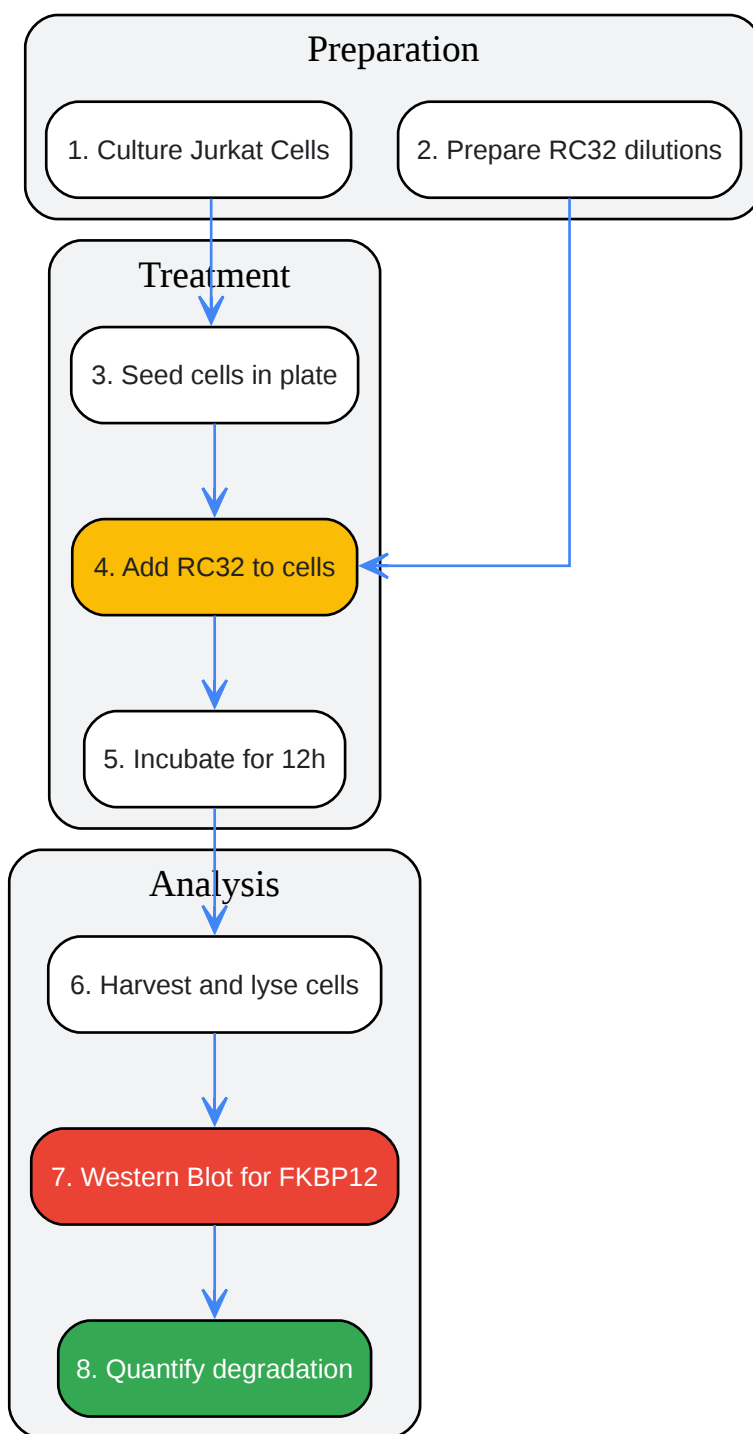 Preparation
1. Culture Jurkat Cells
2. Prepare RC32 dilutions
Treatment
3. Seed cells in plate
4. Add RC32 to cells
5. Incubate for 12h
Analysis
6. Harvest and lyse cells
7. Western Blot for FKBP12
8. Quantify degradation